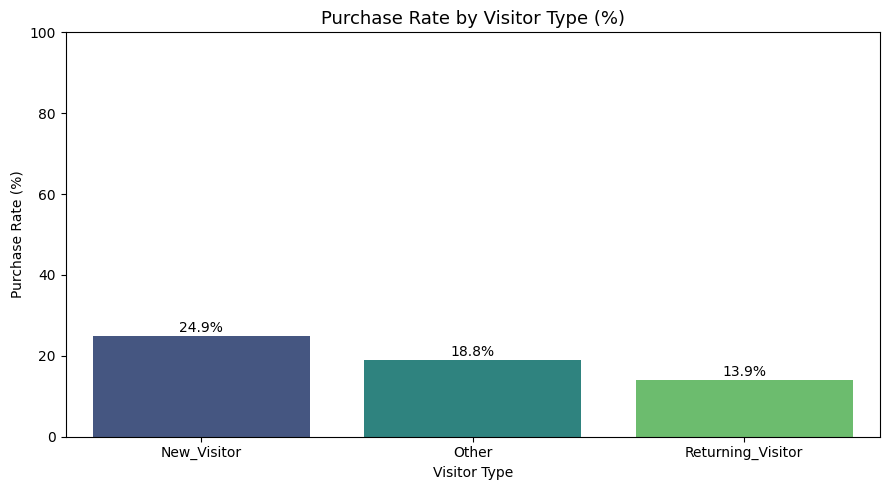 Purchase Rate by Visitor Type (%)
100
80
60
40
20
0
Purchase Rate (%)
24.9%
18.8%
13.9%
New_Visitor
Other
Returning_Visitor
Visitor Type